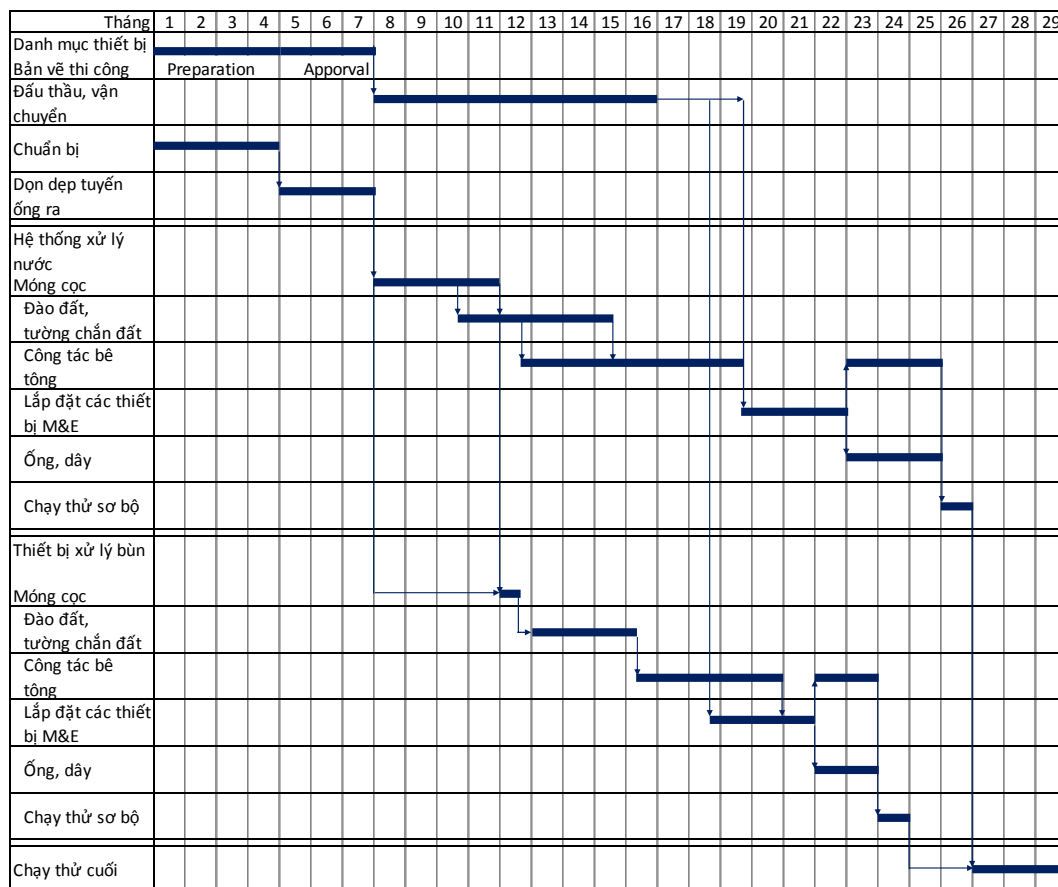 Tháng 1 2 3 4 5 6 7 8 9 10 11 12 13 14 15 16 17 18 19 20 21 22 23 24 25 26 27 28 29
Danh mục thiết bị
Bản vẽ thi công Preparation Apporval
Đấu thầu, vận
chuyển
Chuẩn bị
Dọn dẹp tuyến
ống ra
Hệ thống xử lý
nước
Móng cọc
Đào đất,
tường chắn đất
Công tác bê
tông
Lắp đặt các thiết
bị M&E
Ống, dây
Chạy thử sơ bộ
Thiết bị xử lý bùn
Móng cọc
Đào đất,
tường chắn đất
Công tác bê
tông
Lắp đặt các thiết
bị M&E
Ống, dây
Chạy thử sơ bộ
Chạy thử cuối